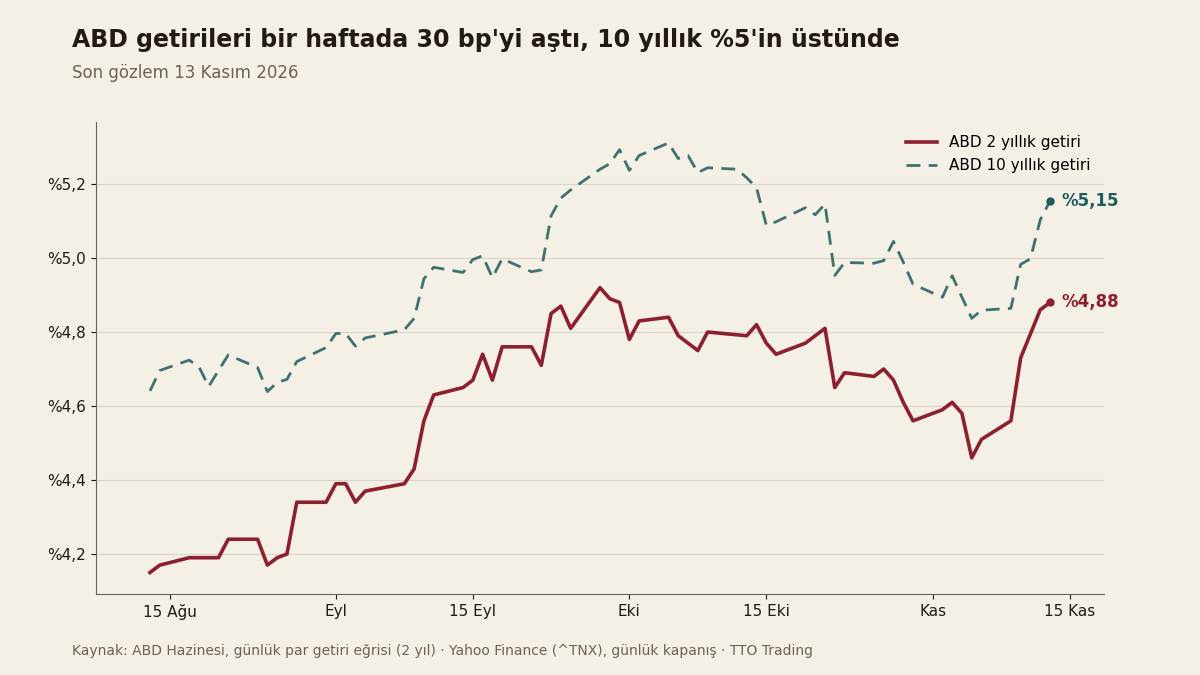 ABD getirileri bir haftada 30 bp'yi aştı, 10 yıllık %5'in üstünde
Son gözlem 13 Kasım 2026
ABD 2 yıllık getiri
ABD 10 yıllık getiri
%5,2
%5,0
%4,8
%4,6
%4,4
%4,2
%5,15
%4,88
15 Ağu
Eyl
15 Eyl
Eki
15 Eki
Kas
15 Kas
Kaynak: ABD Hazinesi, günlük par getiri eğrisi (2 yıl) · Yahoo Finance (^TNX), günlük kapanış · TTO Trading